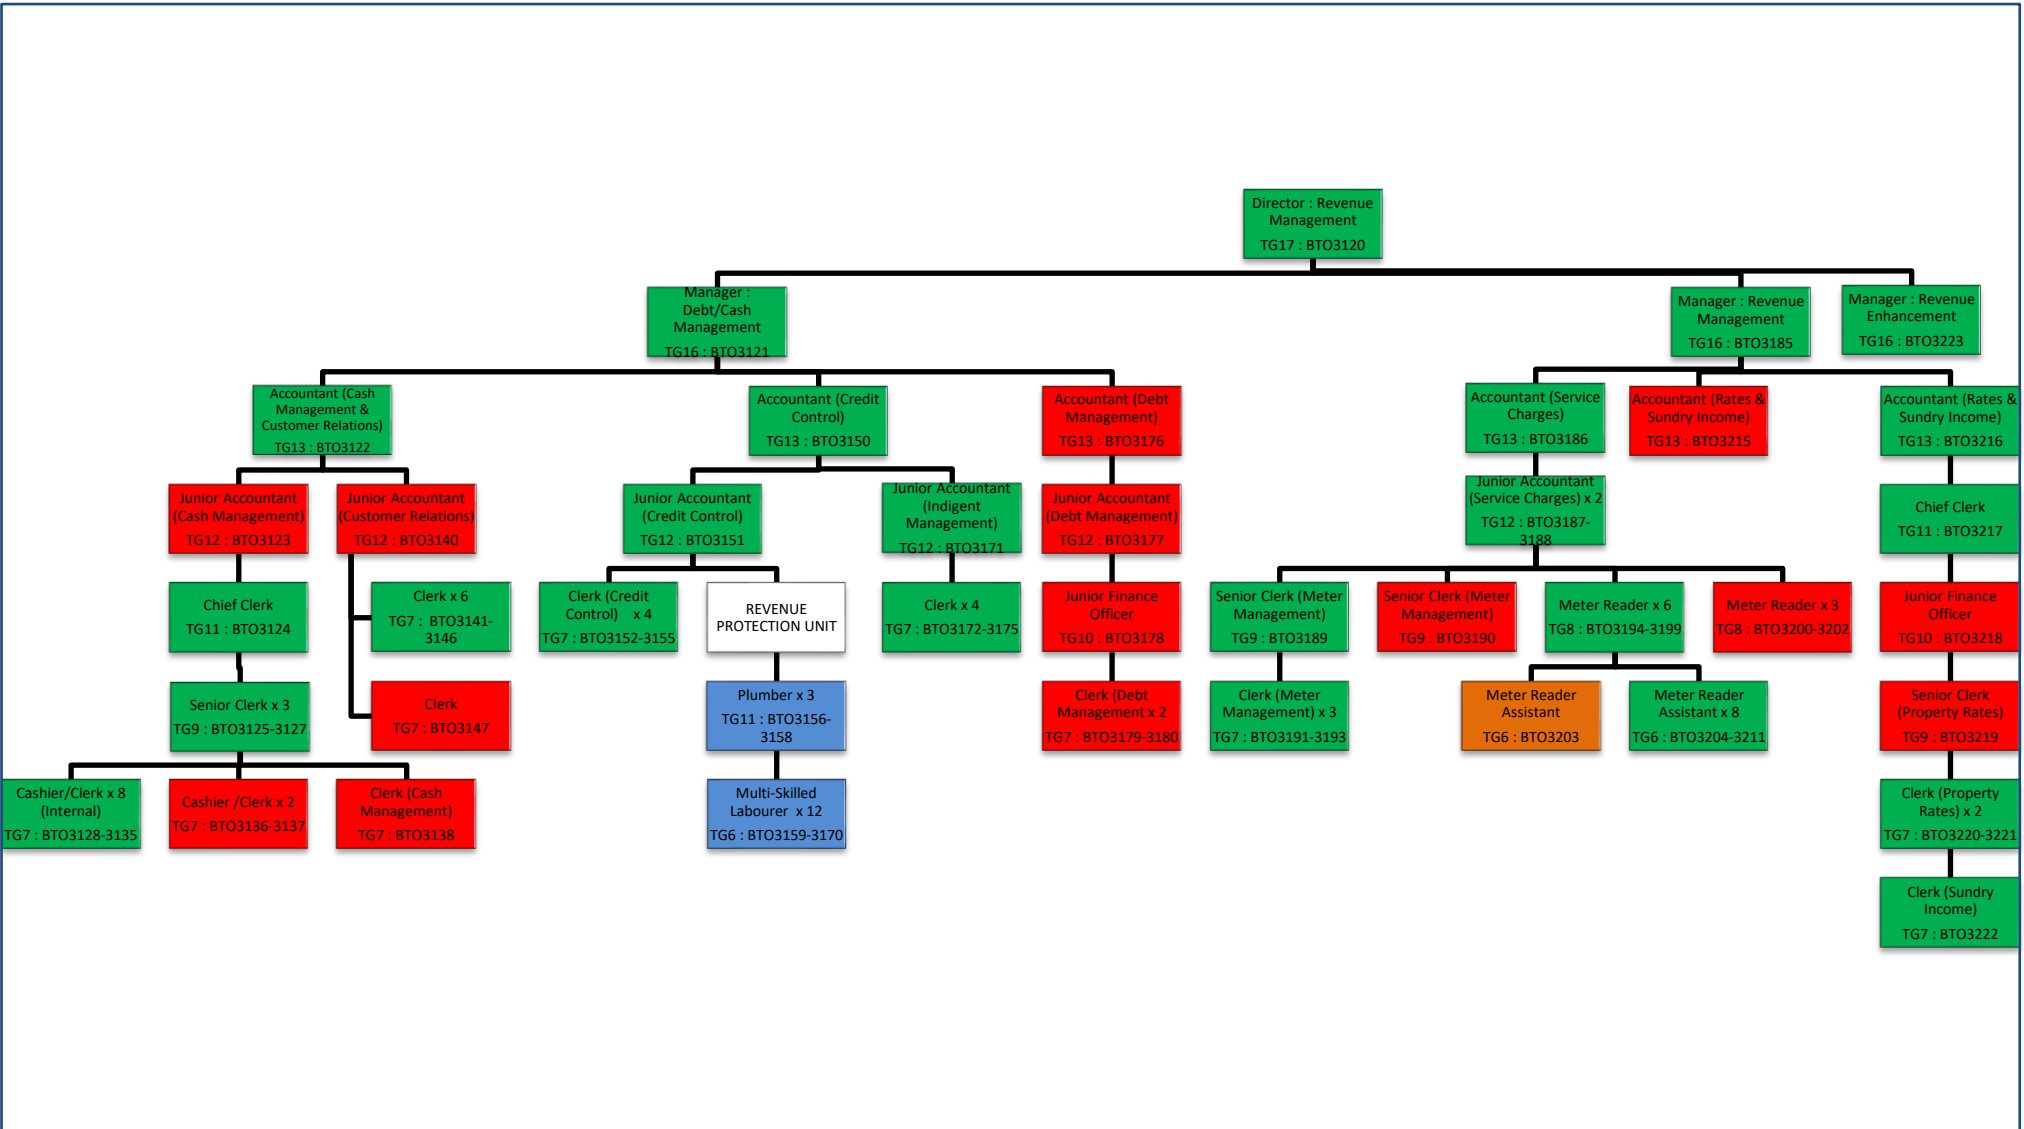 Director : Revenue
Management
TG17 : BTO3120
Manager :
Debt/Cash
Management
TG16 : BTO3121
Manager : Revenue
Management
TG16 : BTO3185
Manager : Revenue
Enhancement
TG16 : BTO3223
Accountant (Cash
Management &
Customer Relations)
TG13 : BTO3122
Accountant (Credit
Control)
TG13 : BTO3150
Accountant (Debt
Management)
TG13 : BTO3176
Accountant (Service
Charges)
TG13 : BTO3186
Accountant (Rates &
Sundry Income)
TG13 : BTO3215
Accountant (Rates &
Sundry Income)
TG13 : BTO3216
Junior Accountant
(Cash Management)
TG12 : BTO3123
Junior Accountant
(Customer Relations)
TG12 : BTO3140
Junior Accountant
(Credit Control)
TG12 : BTO3151
Junior Accountant
(Indigent
Management)
TG12 : BTO3171
Junior Accountant
(Debt Management)
TG12 : BTO3177
Junior Accountant
(Service Charges) x 2
TG12 : BTO3187-
3188
Chief Clerk
TG11 : BTO3217
Chief Clerk
TG11 : BTO3124
Clerk x 6
TG7 : BTO3141-
3146
Clerk (Credit
Control) x 4
TG7 : BTO3152-3155
REVENUE
PROTECTION UNIT
Clerk x 4
TG7 : BTO3172-3175
Junior Finance
Officer
TG10 : BTO3178
Senior Clerk (Meter
Management)
TG9 : BTO3189
Senior Clerk (Meter
Management)
TG9 : BTO3190
Meter Reader x 6
TG8 : BTO3194-3199
Meter Reader x 3
TG8 : BTO3200-3202
Junior Finance
Officer
TG10 : BTO3218
Senior Clerk x 3
TG9 : BTO3125-3127
Clerk
TG7 : BTO3147
Plumber x 3
TG11 : BTO3156-
3158
Clerk (Debt
Management x 2
TG7 : BTO3179-3180
Clerk (Meter
Management) x 3
TG7 : BTO3191-3193
Meter Reader
Assistant
TG6 : BTO3203
Meter Reader
Assistant x 8
TG6 : BTO3204-3211
Senior Clerk
(Property Rates)
TG9 : BTO3219
Cashier/Clerk x 8
(Internal)
TG7 : BTO3128-3135
Cashier /Clerk x 2
TG7 : BTO3136-3137
Clerk (Cash
Management)
TG7 : BTO3138
Multi-Skilled
Labourer x 12
TG6 : BTO3159-3170
Clerk (Property
Rates) x 2
TG7 : BTO3220-3221
Clerk (Sundry
Income)
TG7 : BTO3222